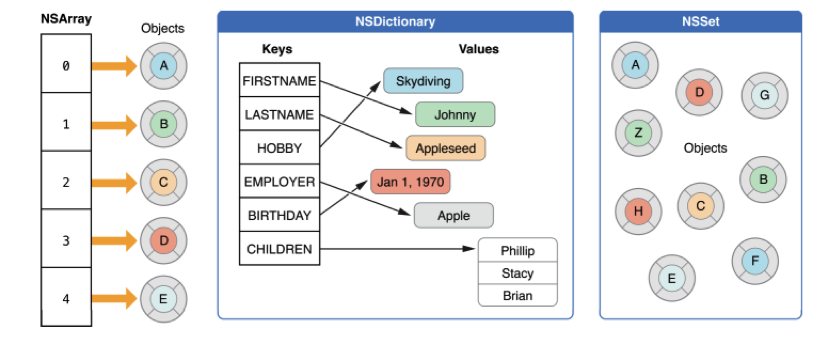 NSArray
Objects
0
A
1
B
2
C
3
D
4
E
NSDictionary
Keys
Values
FIRSTNAME
LASTNAME
HOBBY
EMPLOYER
BIRTHDAY
CHILDREN
Skydiving
Johnny
Appleseed
Jan 1, 1970
Apple
Phillip
Stacy
Brian
NSSet
A
D
G
Z
Objects
B
H
C
F
E